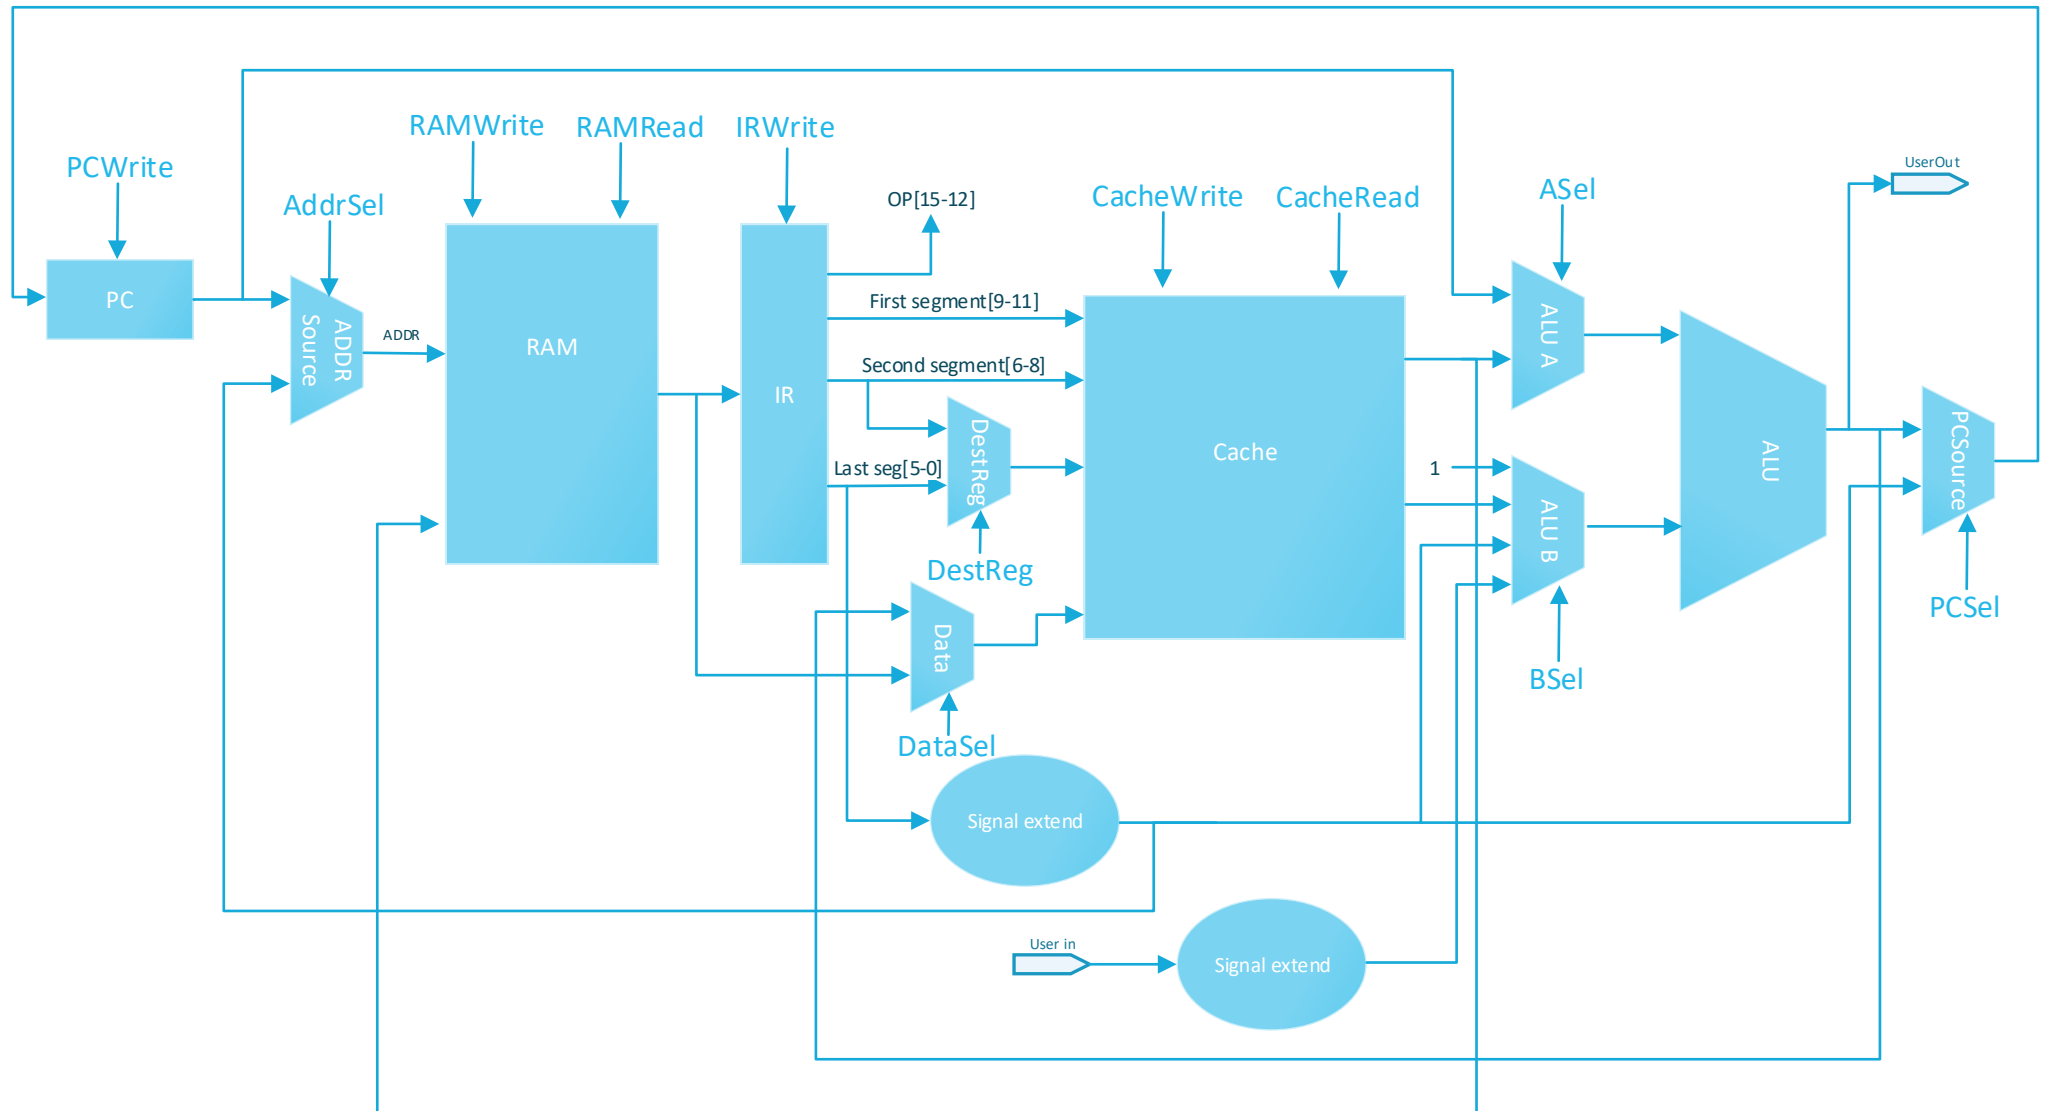 RAMWrite
RAMRead
IRWrite
PCWrite
UserOut
AddrSel
OP[15-12]
CacheWrite
CacheRead
ASel
PC
ADDR
Source
ADDR
RAM
IR
First segment[9-11]
Second segment[6-8]
Last seg[5-0]
DestReg
DestReg
Cache
ALU A
1
ALU B
ALU
PCSource
PCSel
BSel
Data
DataSel
Signal extend
User in
Signal extend